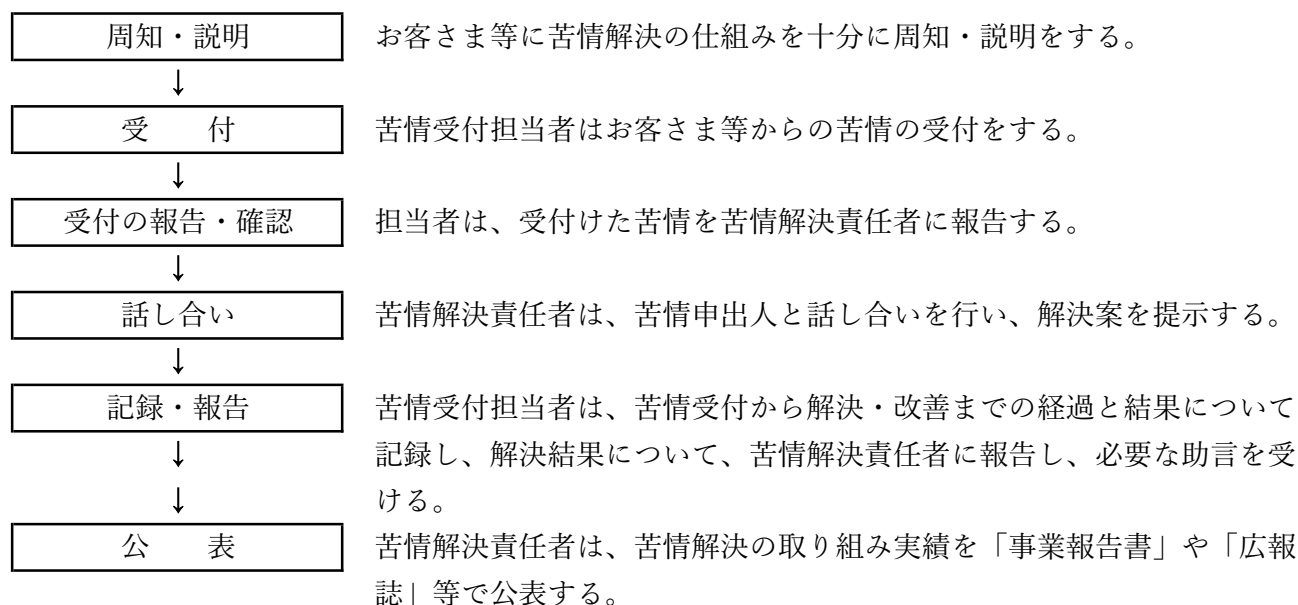 周知・説明 お客さま等に苦情解決の仕組みを十分に周知・説明をする。
↓
受　付 苦情受付担当者はお客さま等からの苦情の受付をする。
↓
受付の報告・確認 担当者は、受付けた苦情を苦情解決責任者に報告する。
↓
話し合い 苦情解決責任者は、苦情申出人と話し合いを行い、解決案を提示する。
↓
記録・報告 苦情受付担当者は、苦情受付から解決・改善までの経過と結果について
↓ 記録し、解決結果について、苦情解決責任者に報告し、必要な助言を受
↓ ける。
公　表 苦情解決責任者は、苦情解決の取り組み実績を「事業報告書」や「広報
誌」等で公表する。